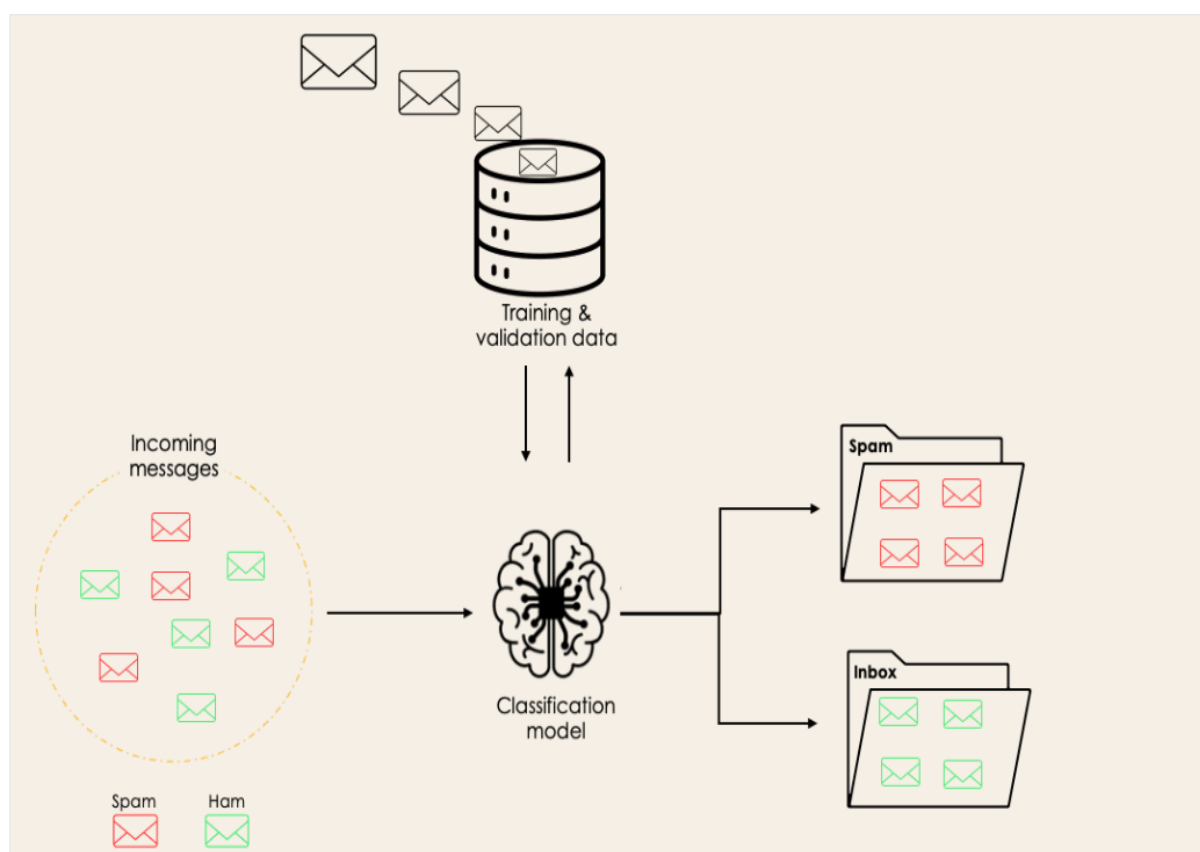 Training &
validation data
Incoming
messages
Spam
Classification
model
Inbox
Spam
Ham